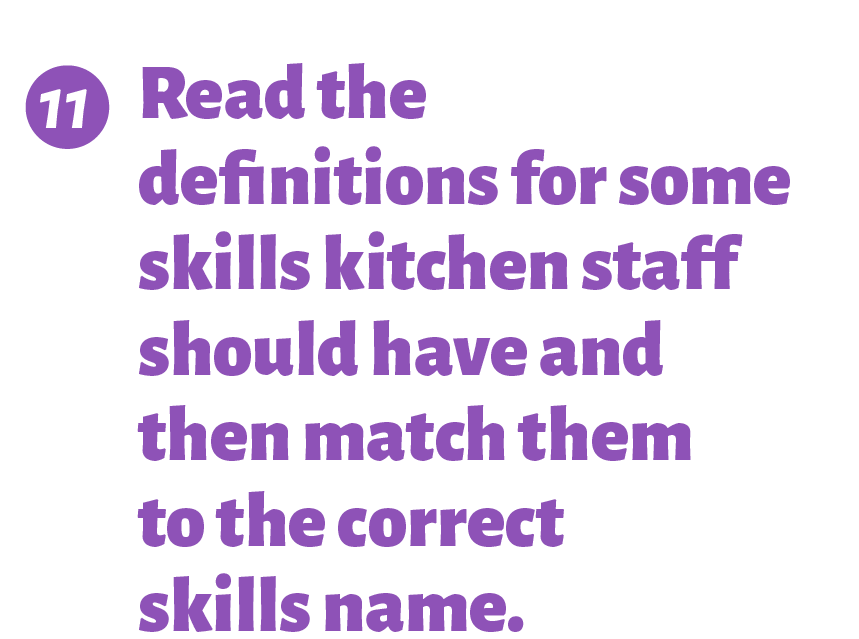 11 Read the
definitions for some
skills kitchen staff
should have and
then match them
to the correct
skills name.